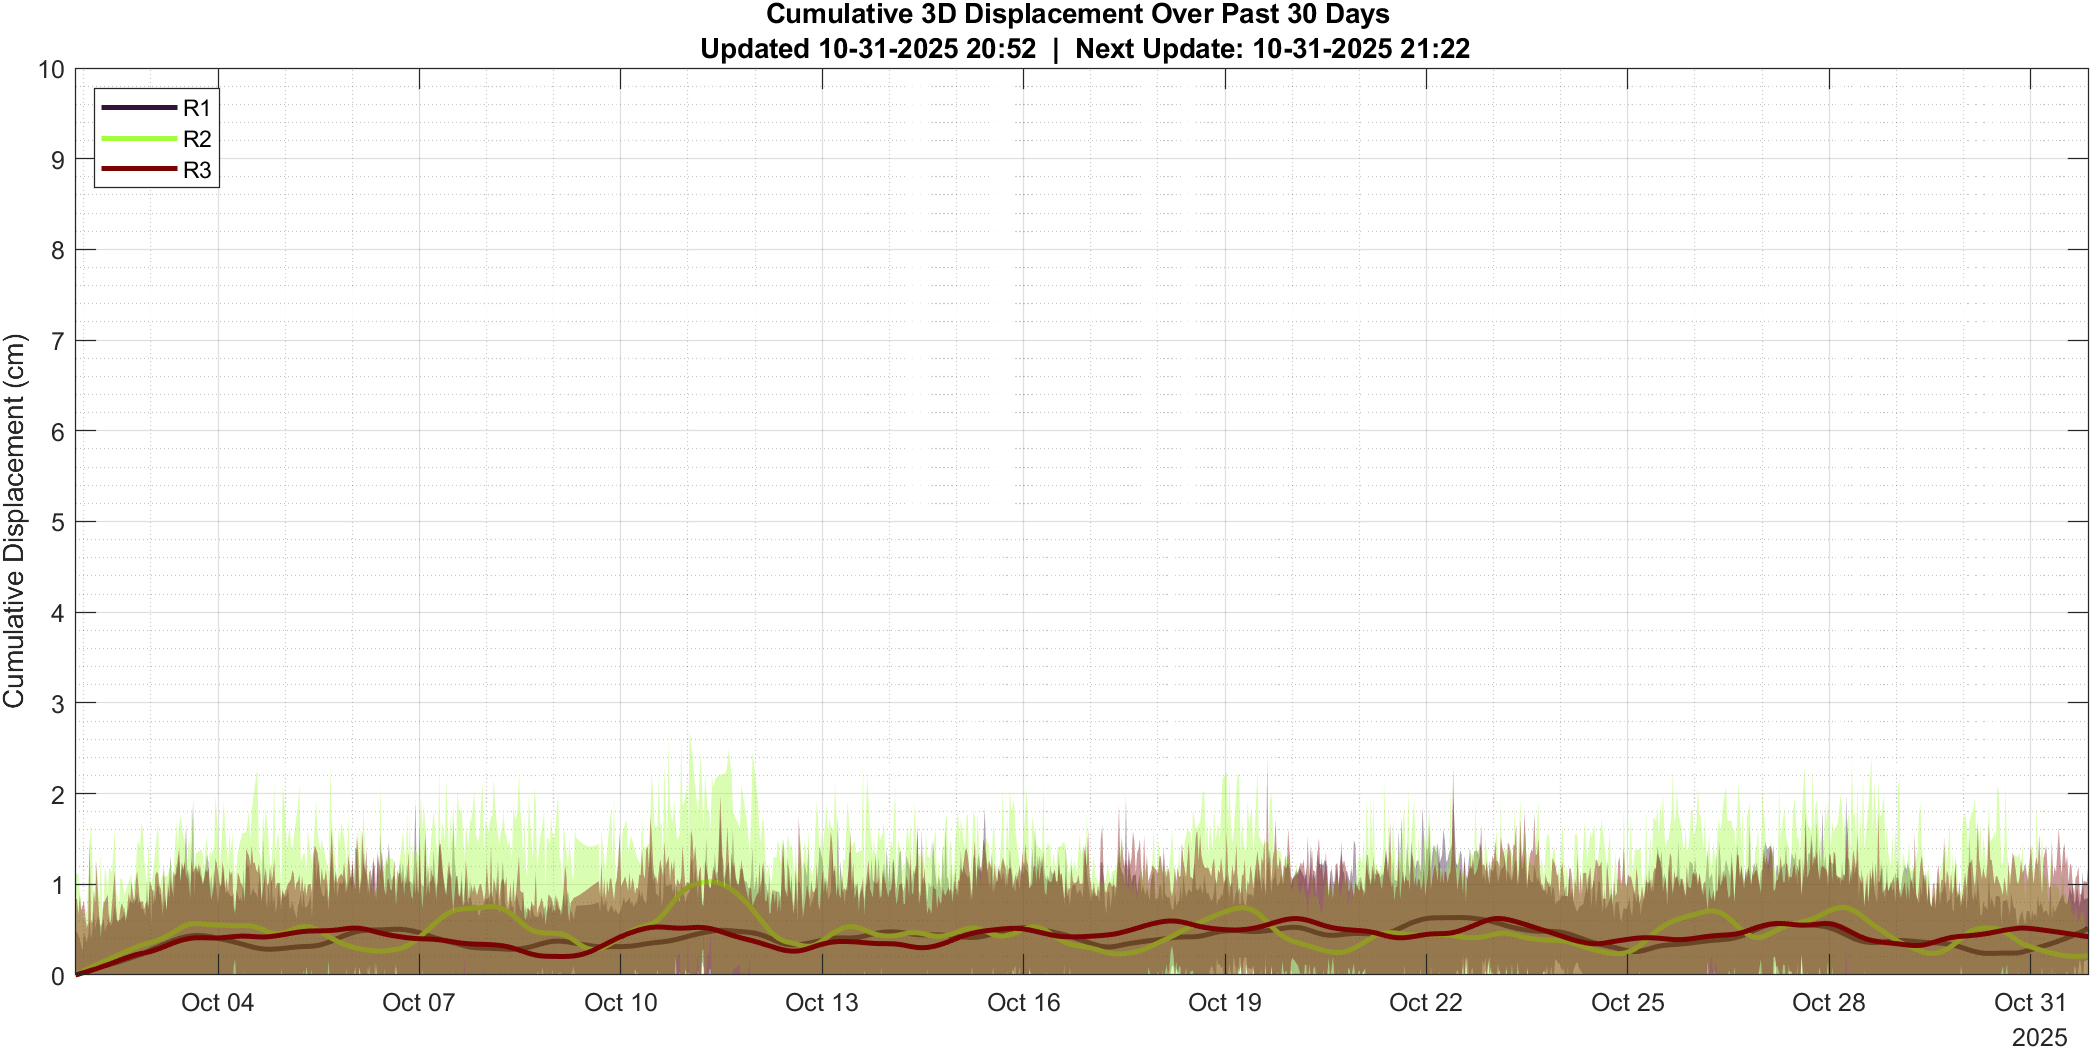 Cumulative 3D Displacement Over Past 30 Days
Updated 10-31-2025 20:52 | Next Update: 10-31-2025 21:22
R1
R2
R3
Cumulative Displacement (cm)
10
9
8
7
6
5
4
3
2
1
0
Oct 04 Oct 07 Oct 10 Oct 13 Oct 16 Oct 19 Oct 22 Oct 25 Oct 28 Oct 31
2025